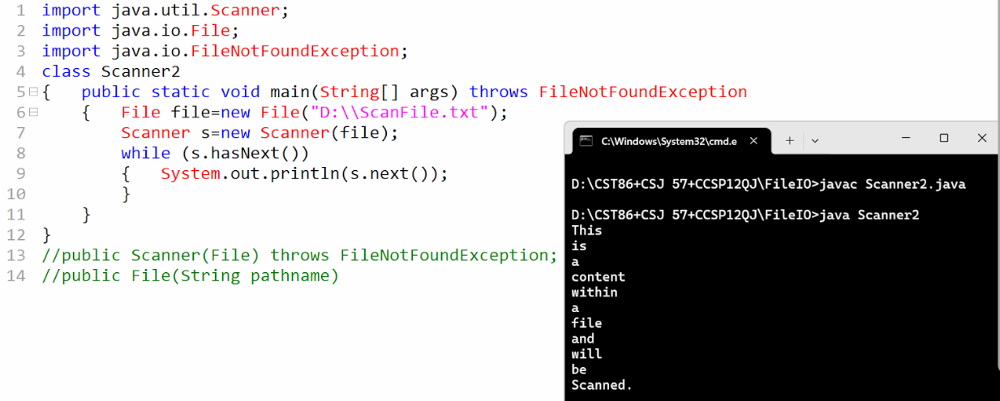 1 import java.util.Scanner;
2 import java.io.File;
3 import java.io.FileNotFoundException;
4 class Scanner2
5 { public static void main(String[] args) throws FileNotFoundException
6 { File file=new File("D:\\ScanFile.txt");
7 Scanner s=new Scanner(file);
8 while (s.hasNext())
9 { System.out.println(s.next());
10 }
11 }
12 }
13 //public Scanner(File) throws FileNotFoundException;
14 //public File(String pathname)
C:\Windows\System32\cmd.e
D:\CST86+CSJ 57+CCSP12QJ\FileIO>javac Scanner2.java
D:\CST86+CSJ 57+CCSP12QJ\FileIO>java Scanner2
This
is
a
content
within
a
file
and
will
be
Scanned.